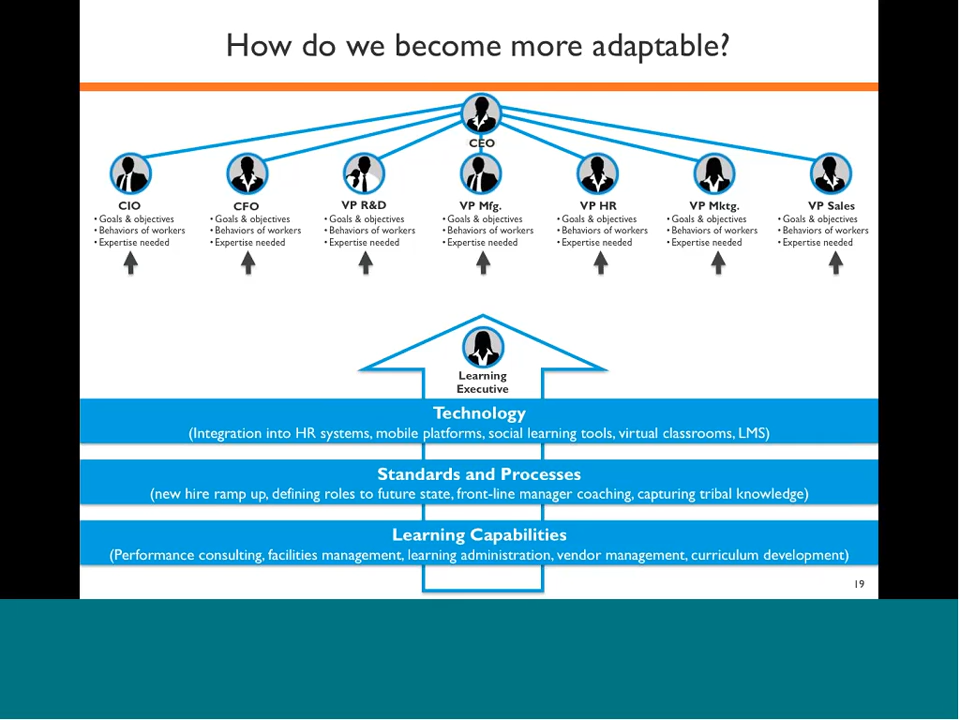 How do we become more adaptable?
CEO
CIO
• Goals & objectives
• Behaviors of workers
• Expertise needed
CFO
• Goals & objectives
• Behaviors of workers
• Expertise needed
VP R&D
• Goals & objectives
• Behaviors of workers
• Expertise needed
VP Mfg.
• Goals & objectives
• Behaviors of workers
• Expertise needed
VP HR
• Goals & objectives
• Behaviors of workers
• Expertise needed
VP Mktg.
• Goals & objectives
• Behaviors of workers
• Expertise needed
VP Sales
• Goals & objectives
• Behaviors of workers
• Expertise needed
Learning
Executive
Technology
(Integration into HR systems, mobile platforms, social learning tools, virtual classrooms, LMS)
Standards and Processes
(new hire ramp up, defining roles to future state, front-line manager coaching, capturing tribal knowledge)
Learning Capabilities
(Performance consulting, facilities management, learning administration, vendor management, curriculum development)
19